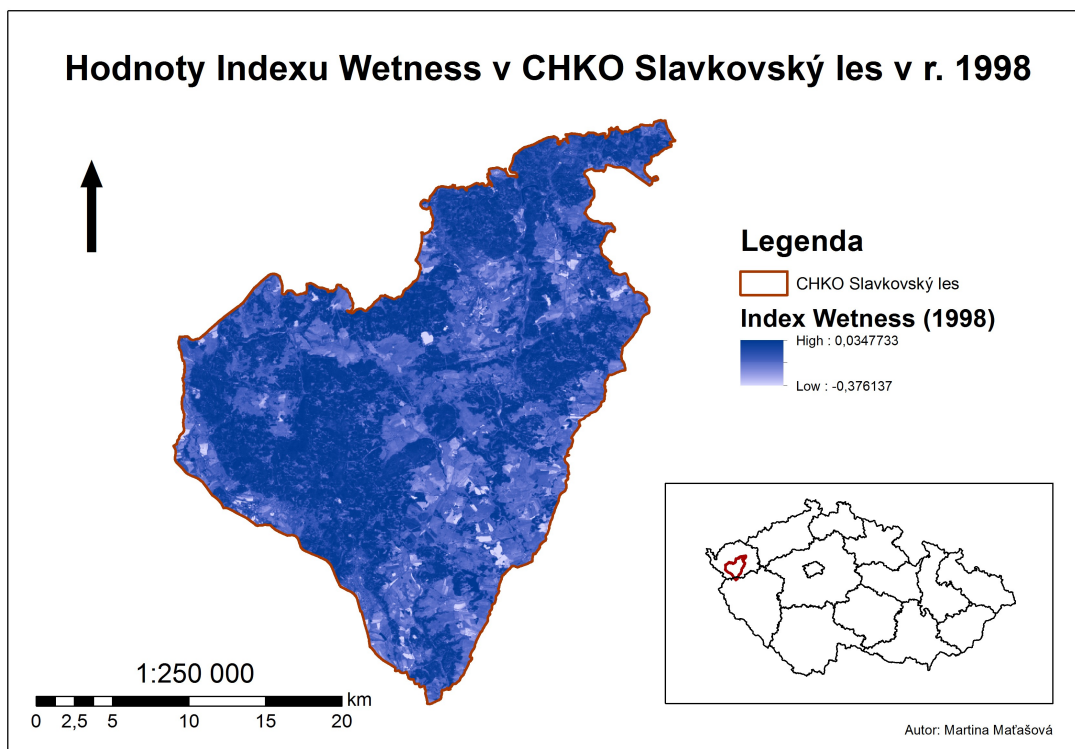 Hodnoty Indexu Wetness v CHKO Slavkovský les v r. 1998
Legenda
CHKO Slavkovský les
Index Wetness (1998)
High : 0,0347733
Low : -0,376137
1:250 000
km
0 2,5 5 10 15 20
Autor: Martina Maťašová